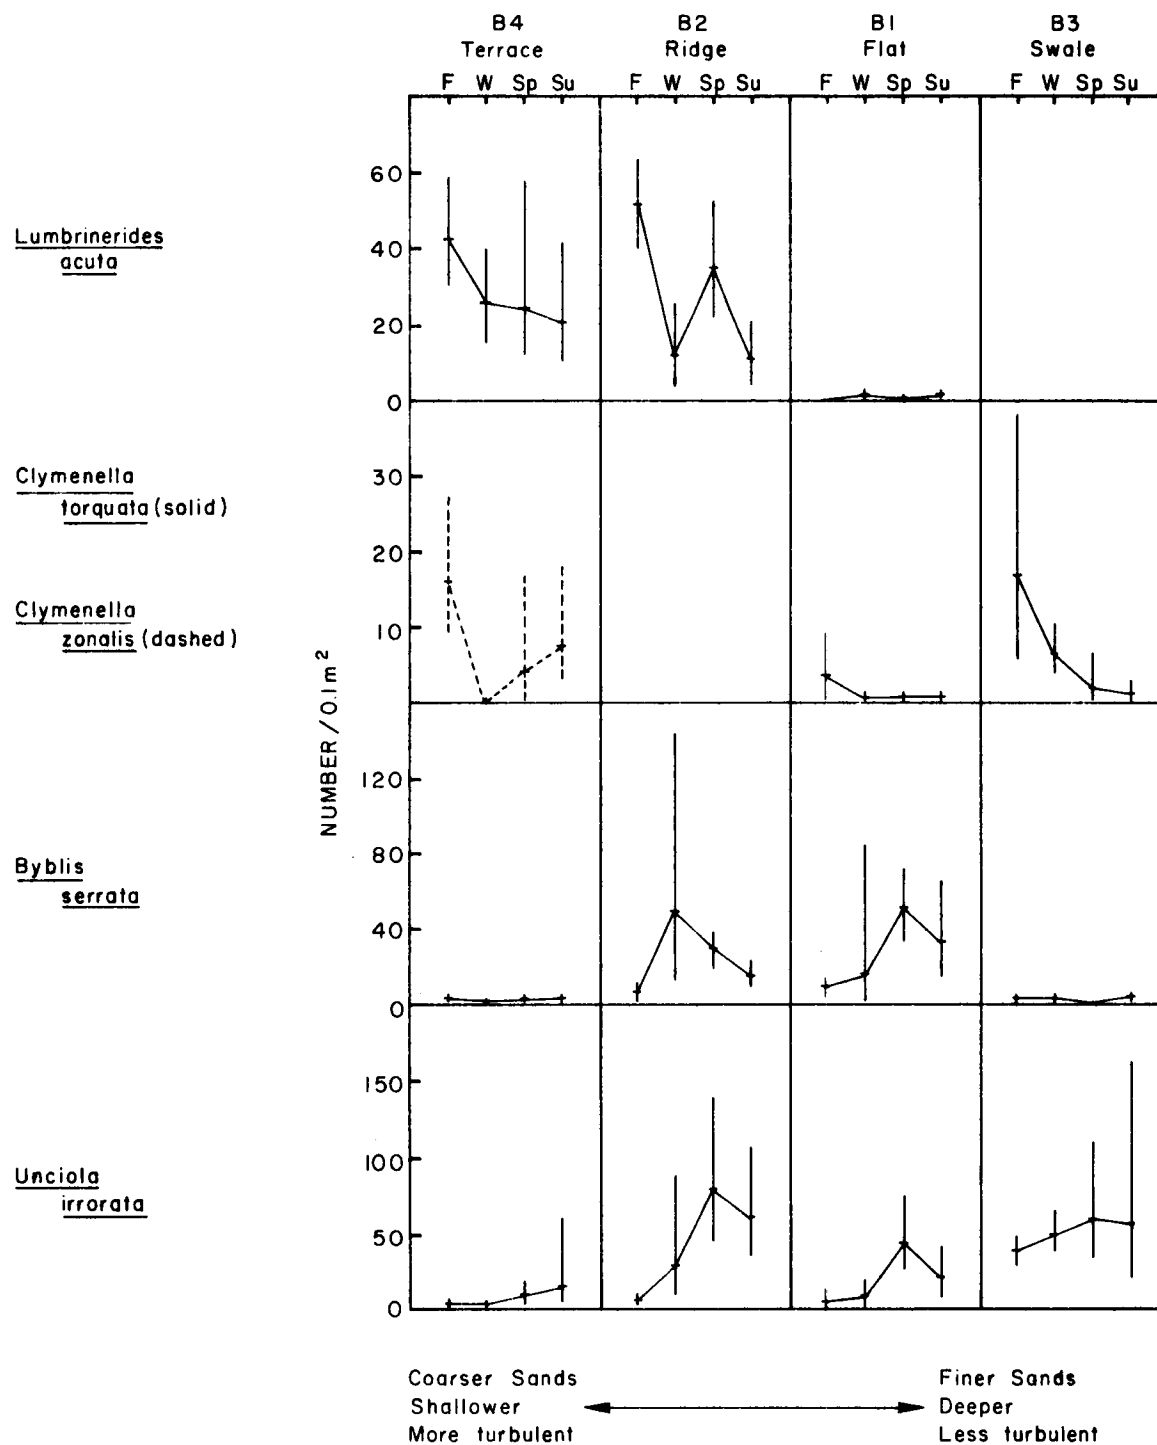 B4 B2 B1 B3
Terrace Ridge Flat Swale
F W Sp Su F W Sp Su F W Sp Su F W Sp Su
60
Lumbrinerides
acuta
40
20
0
Clymenella
torquata (solid)
30
20
Clymenella
zonalis (dashed)
10
NUMBER / 0.1m²
120
Byblis
serrata
80
40
0
150
Unciola
irrorata
100
50
0
Coarser Sands Finer Sands
Shallower Deeper
More turbulent Less turbulent